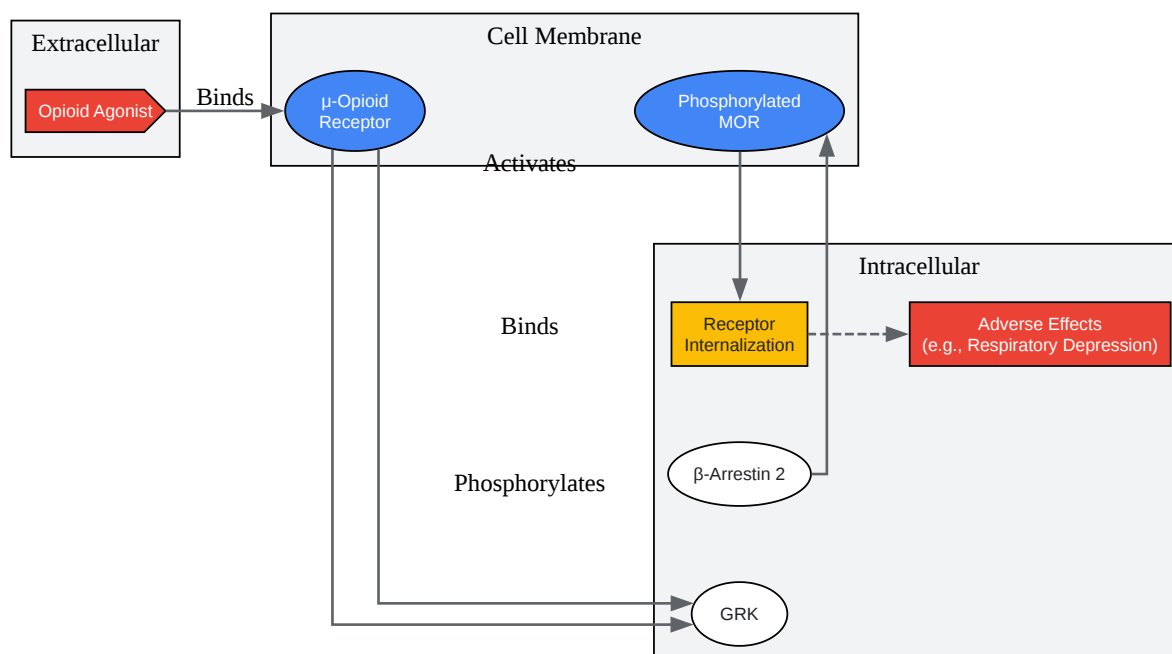 Extracellular
Opioid Agonist
Binds
Cell Membrane
μ-Opioid
Receptor
Phosphorylated
MOR
Activates
Intracellular
Binds
Receptor
Internalization
Adverse Effects
(e.g., Respiratory Depression)
β-Arrestin 2
Phosphorylates
GRK